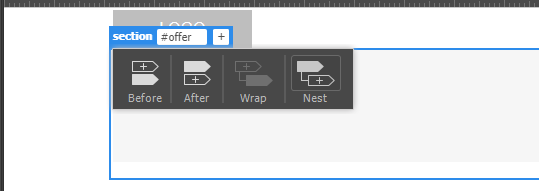 LOGO
section #offer +
Before After Wrap Nest